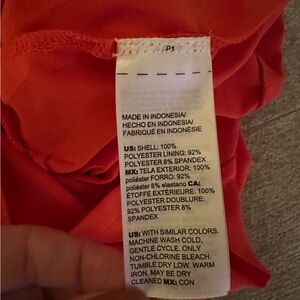 P1
MADE IN INDONESIA/
HECHO EN INDONESIA/
FABRIQUÉ EN INDONÉSIE
US: SHELL: 100%
POLYESTER LINING: 92%
POLYESTER 8% SPANDEX
MX: TELA EXTERIOR: 100%
poliéster FORRO: 92%
poliéster 8% elastano CA:
ÉTOFFE EXTÉRIEURE: 100%
POLYESTER DOUBLURE:
92% POLYESTER 8%
SPANDEX
US: WITH SIMILAR COLORS.
MACHINE WASH COLD,
GENTLE CYCLE. ONLY
NON-CHLORINE BLEACH.
TUMBLE DRY LOW. WARM
IRON, MAY BE DRY
CLEANED MX: CON